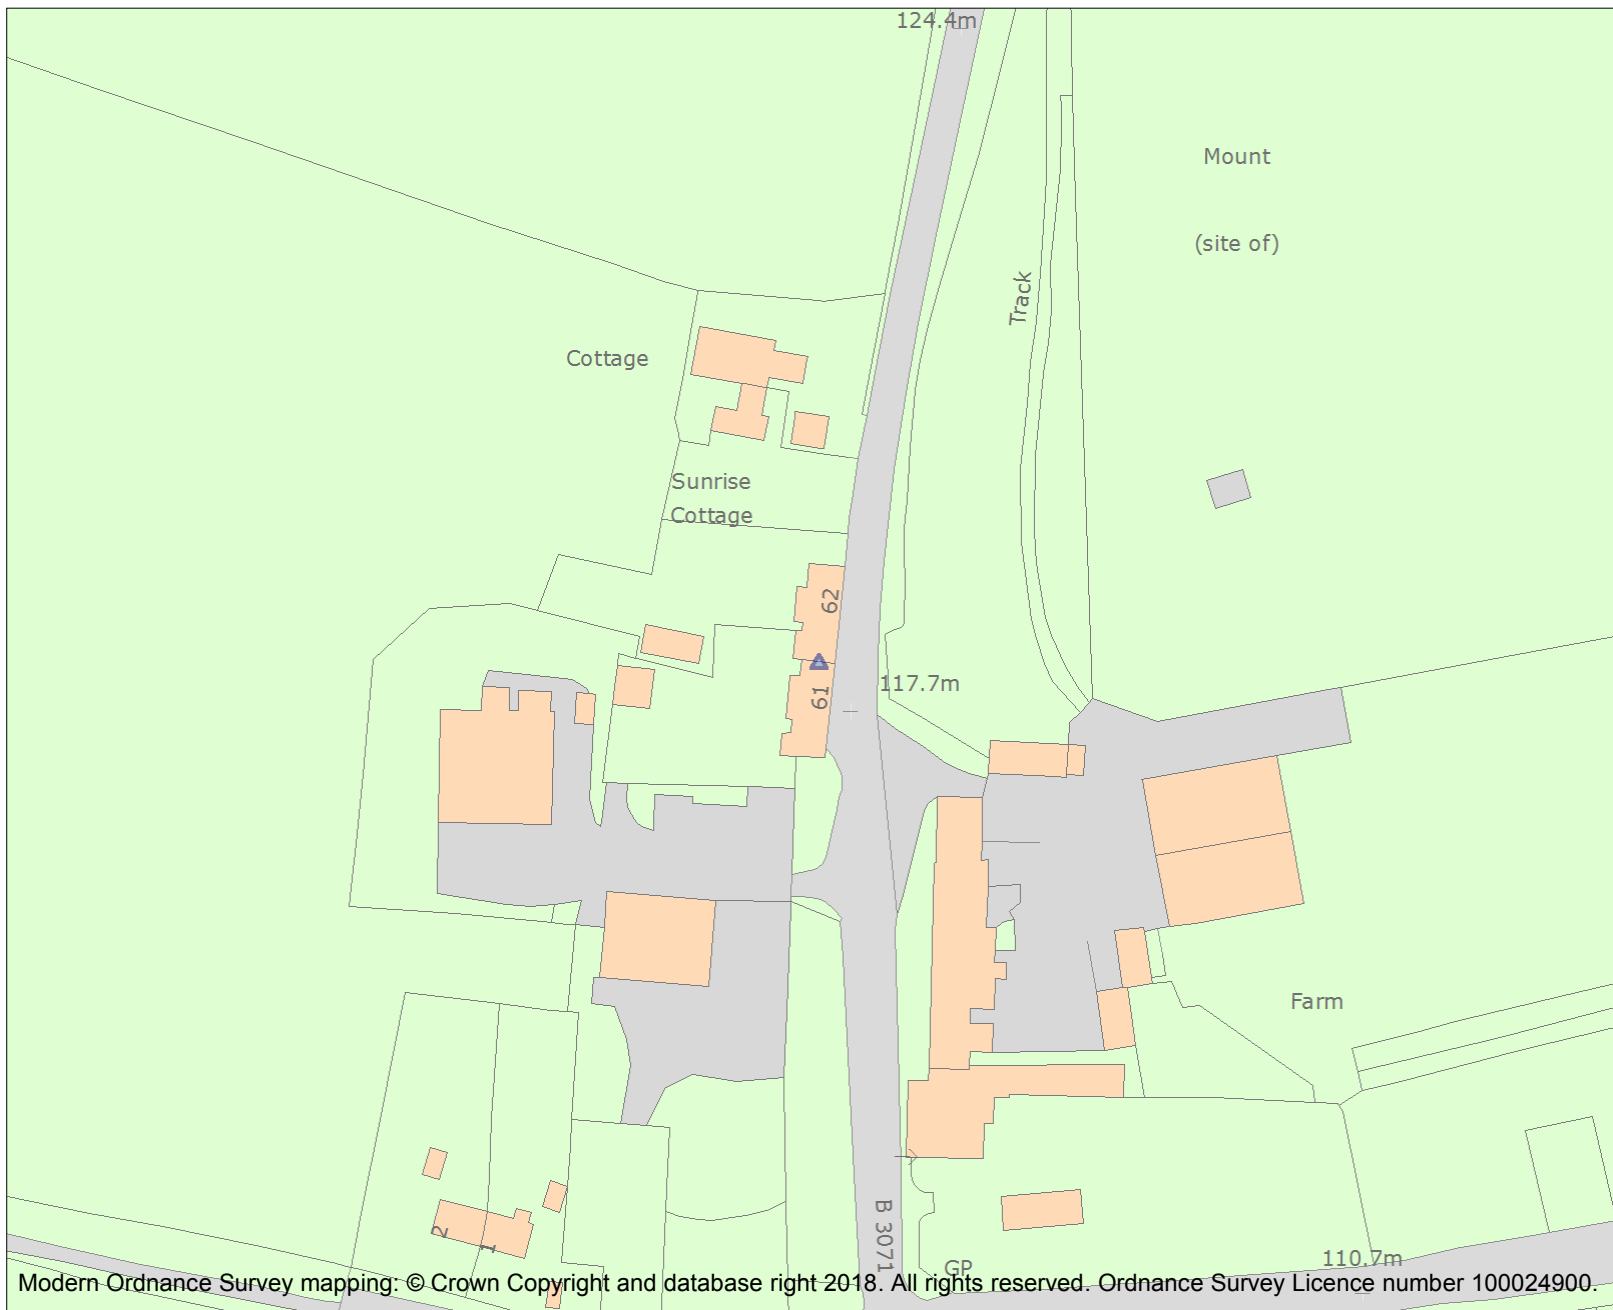 124.4m
Mount
(site of)
Track
Cottage
Sunrise
Cottage
62
61
117.7m
Farm
B 3071
2
1
GP
110.7m
Modern Ordnance Survey mapping: © Crown Copyright and database right 2018. All rights reserved. Ordnance Survey Licence number 100024900.